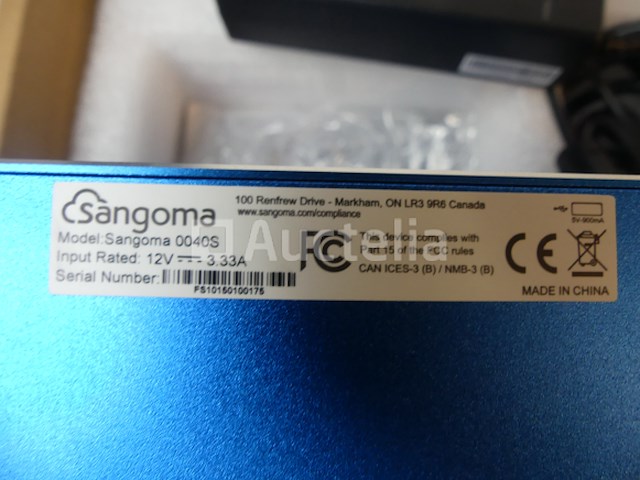 Sangoma
100 Renfrew Drive - Markham, ON LR3 9R6 Canada
www.sangoma.com/compliance
Model:Sangoma 0040S
Input Rated: 12V 3.33A
Serial Number:
FS10150100175
FC
This device complies with
Part 15 of the FCC rules
CAN ICES-3 (B) / NMB-3 (B)
CE
5V-900mA
MADE IN CHINA
Auctelia